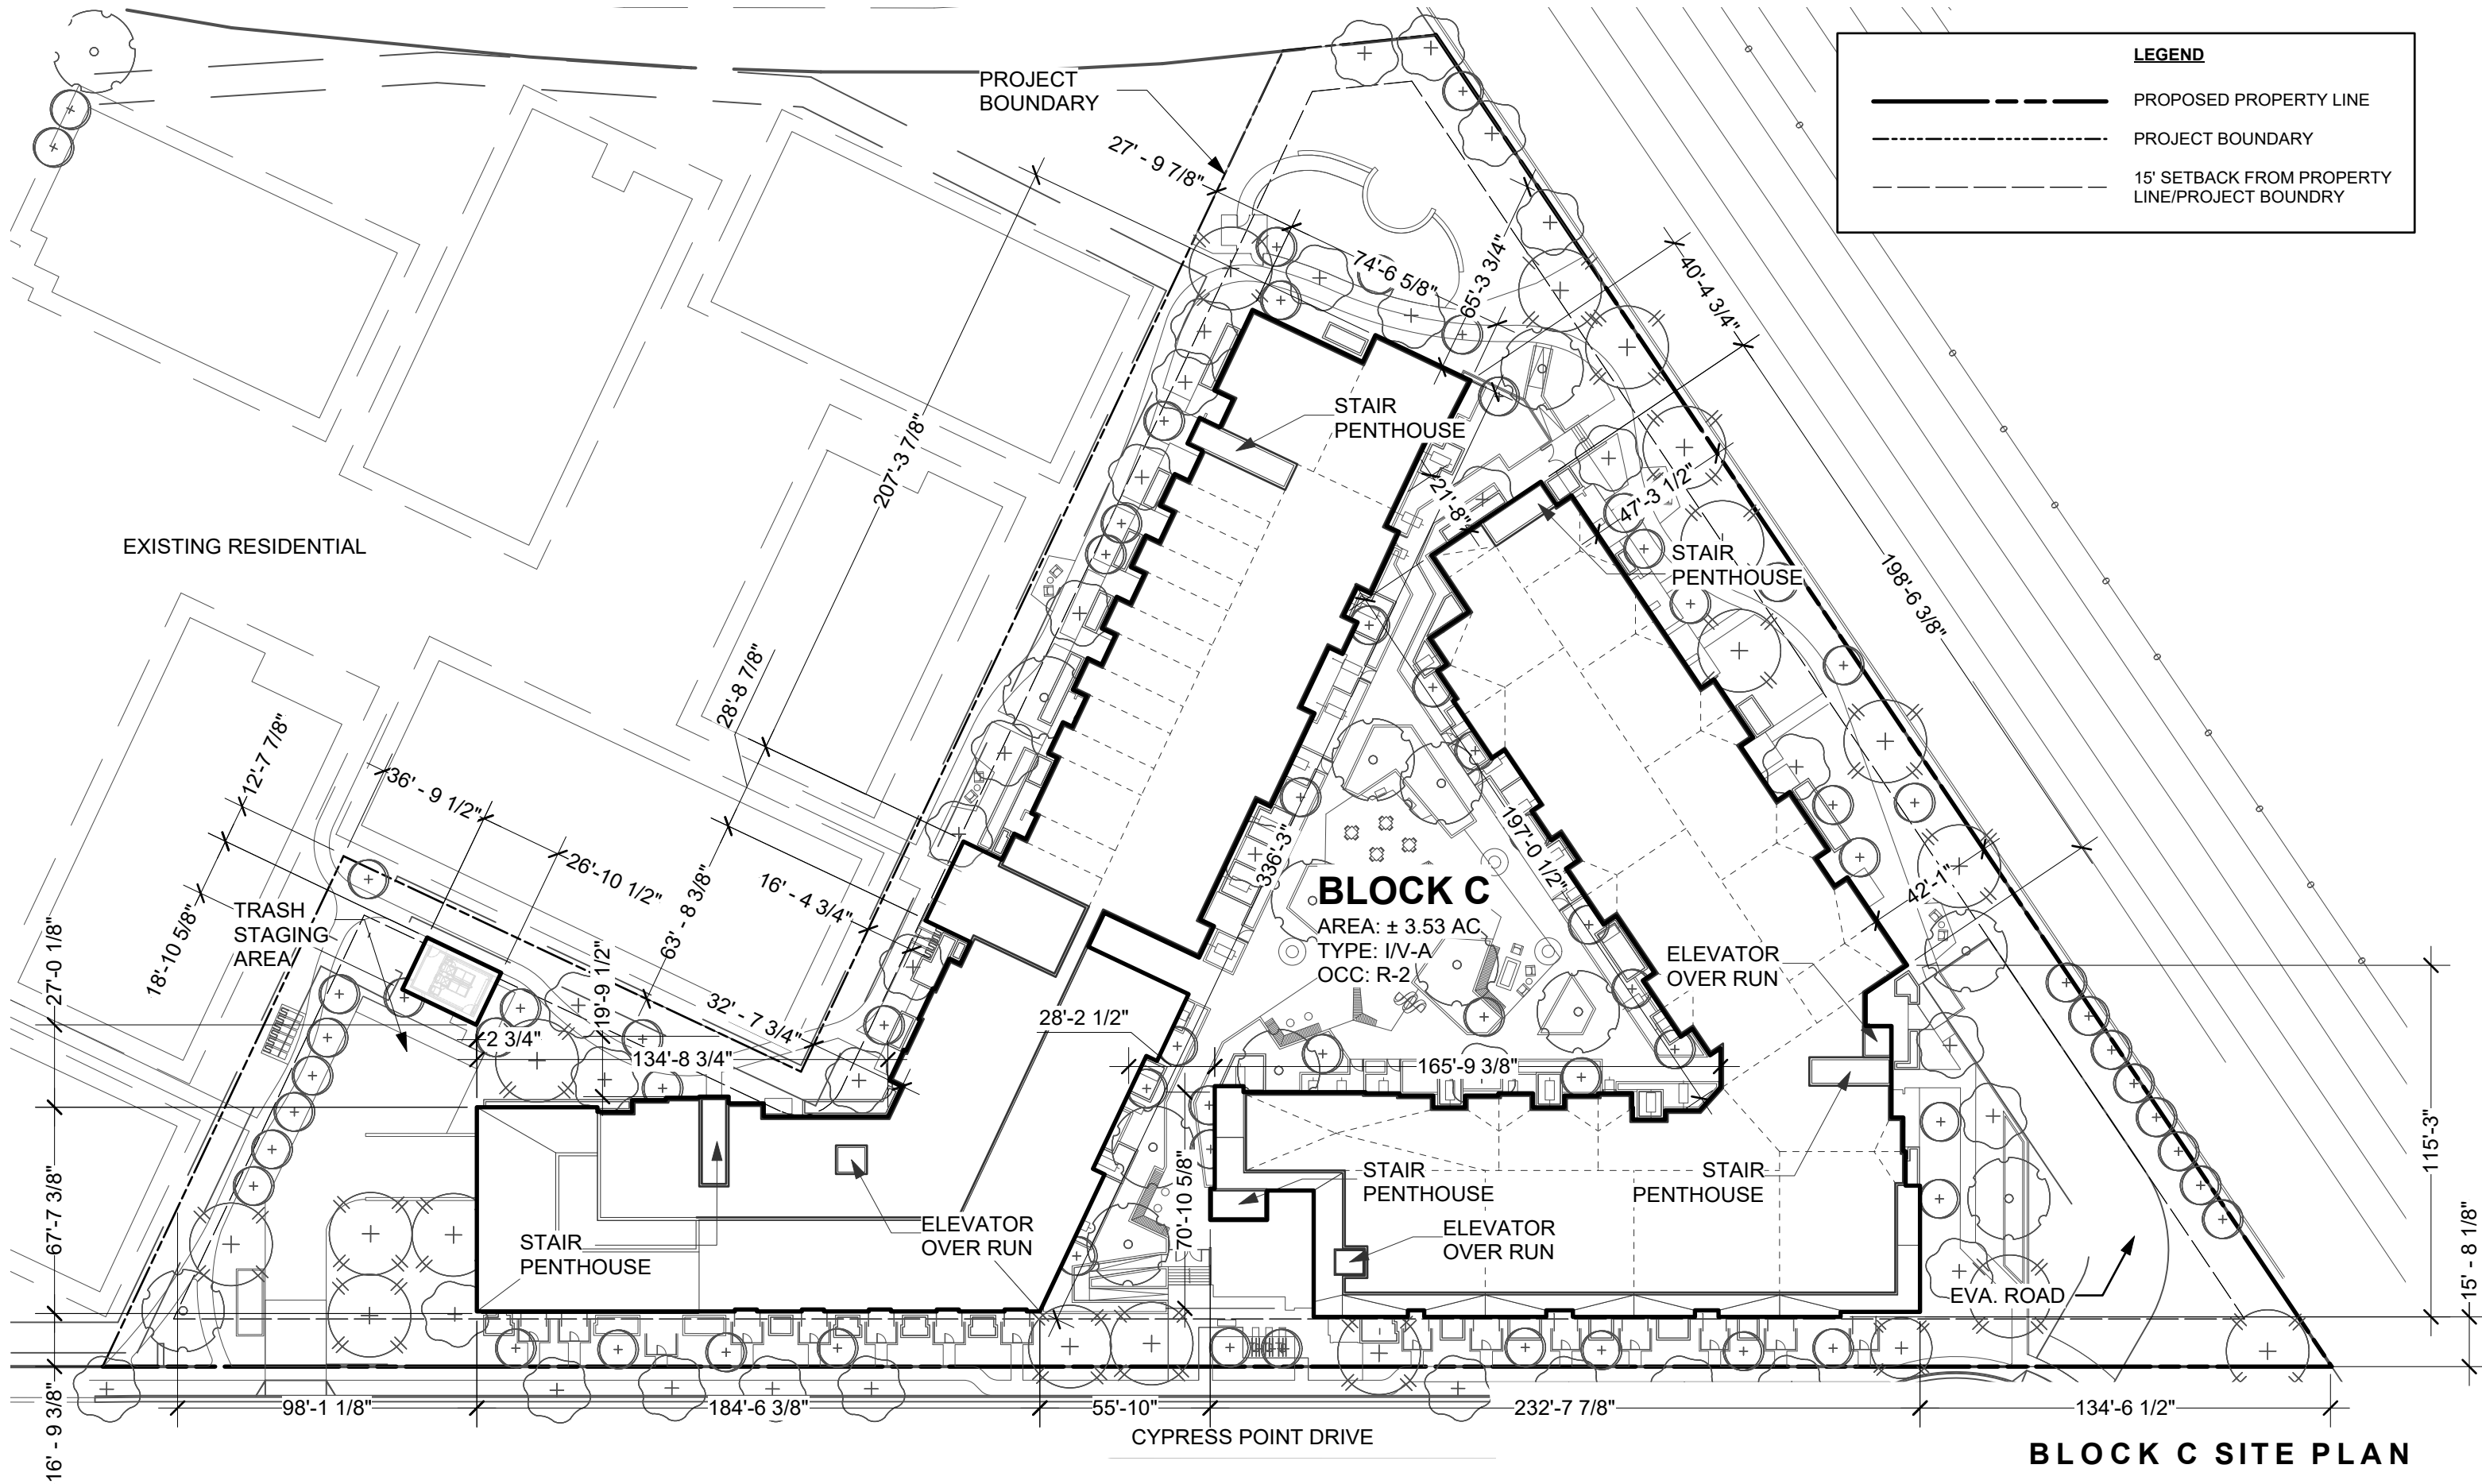 LEGEND
PROPOSED PROPERTY LINE
PROJECT BOUNDARY
15' SETBACK FROM PROPERTY
LINE/PROJECT BOUNDRY
PROJECT
BOUNDARY
27' - 9 7/8"
74'-6 5/8"
65'-3 3/4"
40'-4 3/4"
207'-3 7/8"
STAIR
PENTHOUSE
21'-8"
47'-3 1/2"
STAIR
PENTHOUSE
198'-6 3/8"
EXISTING RESIDENTIAL
28'-8 7/8"
12'-7 7/8"
36' - 9 1/2"
26'-10 1/2"
63' - 8 3/8"
16' - 4 3/4"
336'-3"
197'-0 1/2"
42'-1"
BLOCK C
AREA: ± 3.53 AC
TYPE: I/V-A
OCC: R-2
TRASH
STAGING
AREA
18'-10 5/8"
27'-0 1/8"
19'-9 1/2"
32' - 7 3/4"
2 3/4"
134'-8 3/4"
28'-2 1/2"
165'-9 3/8"
ELEVATOR
OVER RUN
115'-3"
67'-7 3/8"
70'-10 5/8"
STAIR
PENTHOUSE
STAIR
PENTHOUSE
STAIR
PENTHOUSE
ELEVATOR
OVER RUN
ELEVATOR
OVER RUN
EVA. ROAD
15' - 8 1/8"
16' - 9 3/8"
98'-1 1/8"
184'-6 3/8"
55'-10"
232'-7 7/8"
134'-6 1/2"
CYPRESS POINT DRIVE
BLOCK C SITE PLAN